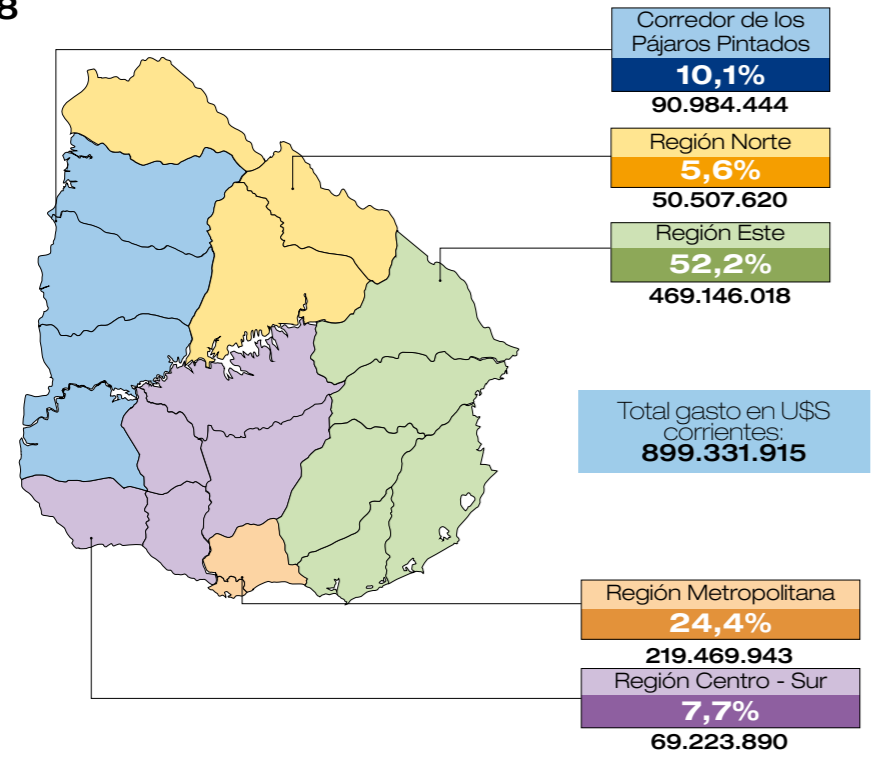 8
Corredor de los
Pájaros Pintados
10,1%
90.984.444
Región Norte
5,6%
50.507.620
Región Este
52,2%
469.146.018
Total gasto en U$S
corrientes:
899.331.915
Región Metropolitana
24,4%
219.469.943
Región Centro - Sur
7,7%
69.223.890